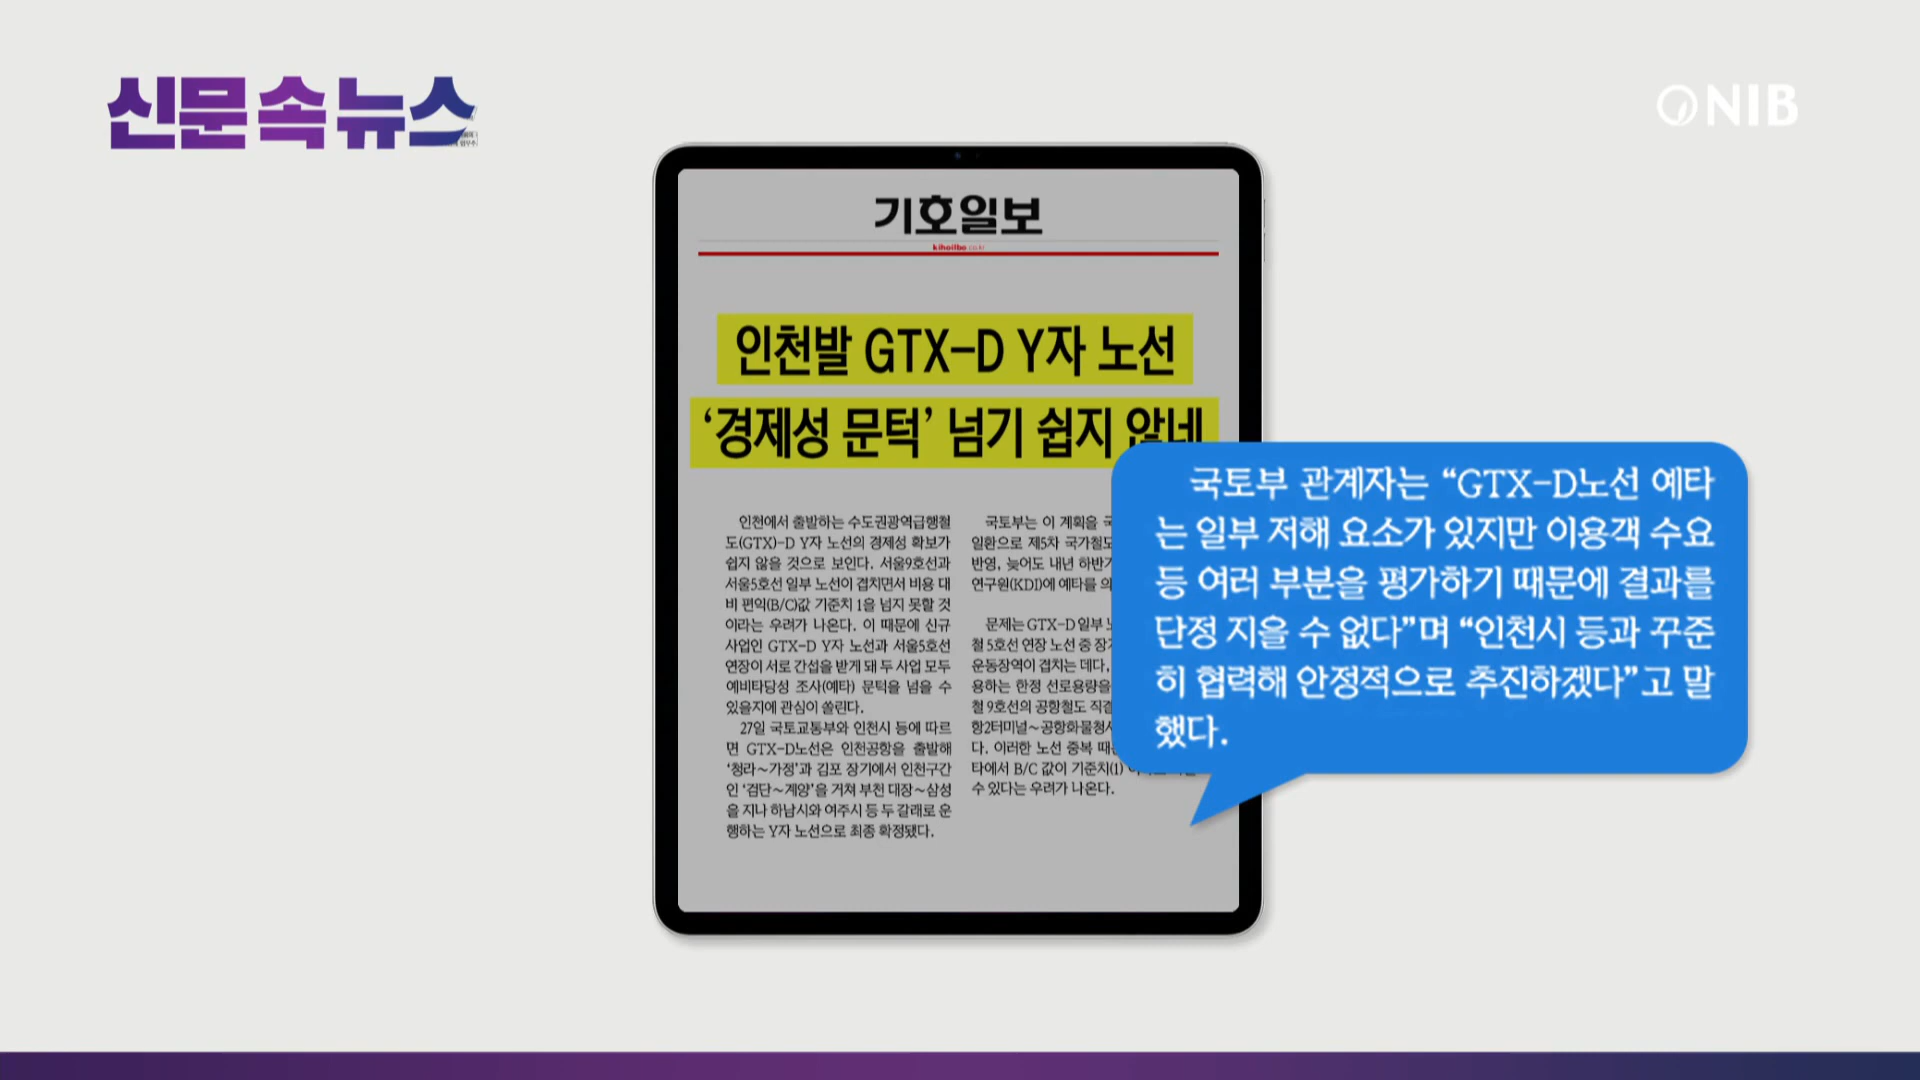 신문 속 뉴스
NIB
기호일보
kihoilbo.co.kr
인천발 GTX-D Y자 노선
‘경제성 문턱’ 넘기 쉽지 않네
인천에서 출발하는 수도권광역급행철
도(GTX)-D Y자 노선의 경제성 확보가
쉽지 않을 것으로 보인다. 서울9호선과
서울5호선 일부 노선이 겹치면서 비용 대
비 편익(B/C)값 기준치 1을 넘지 못할 것
이라는 우려가 나온다. 이 때문에 신규
사업인 GTX-D Y자 노선과 서울5호선
연장이 서로 간섭을 받게 돼 두 사업 모두
예비타당성 조사(예타) 문턱을 넘을 수
있을지에 관심이 쏠린다.
27일 국토교통부와 인천시 등에 따르
면 GTX-D노선은 인천공항을 출발해
‘청라~가정’과 김포 장기에서 인천구간
인 ‘검단~계양’을 거쳐 부천 대장~삼성
을 지나 하남시와 여주시 등 두 갈래로 운
행하는 Y자 노선으로 최종 확정됐다.
국토부는 이 계획을
일환으로 제5차 국가철도
반영, 늦어도 내년 하반기
연구원(KDI)에 예타를
문제는 GTX-D 일부
철 5호선 연장 노선 중
운동장역이 겹치는 데다,
용하는 한정 선로용량을
철 9호선의 공항철도 직결
항2터미널~공항화물청사
다. 이러한 노선 중복
타에서 B/C 값이 기준치(1)
수 있다는 우려가 나온다.
국토부 관계자는 “GTX-D노선 예타
는 일부 저해 요소가 있지만 이용객 수요
등 여러 부분을 평가하기 때문에 결과를
단정 지을 수 없다”며 “인천시 등과 꾸준
히 협력해 안정적으로 추진하겠다”고 말
했다.